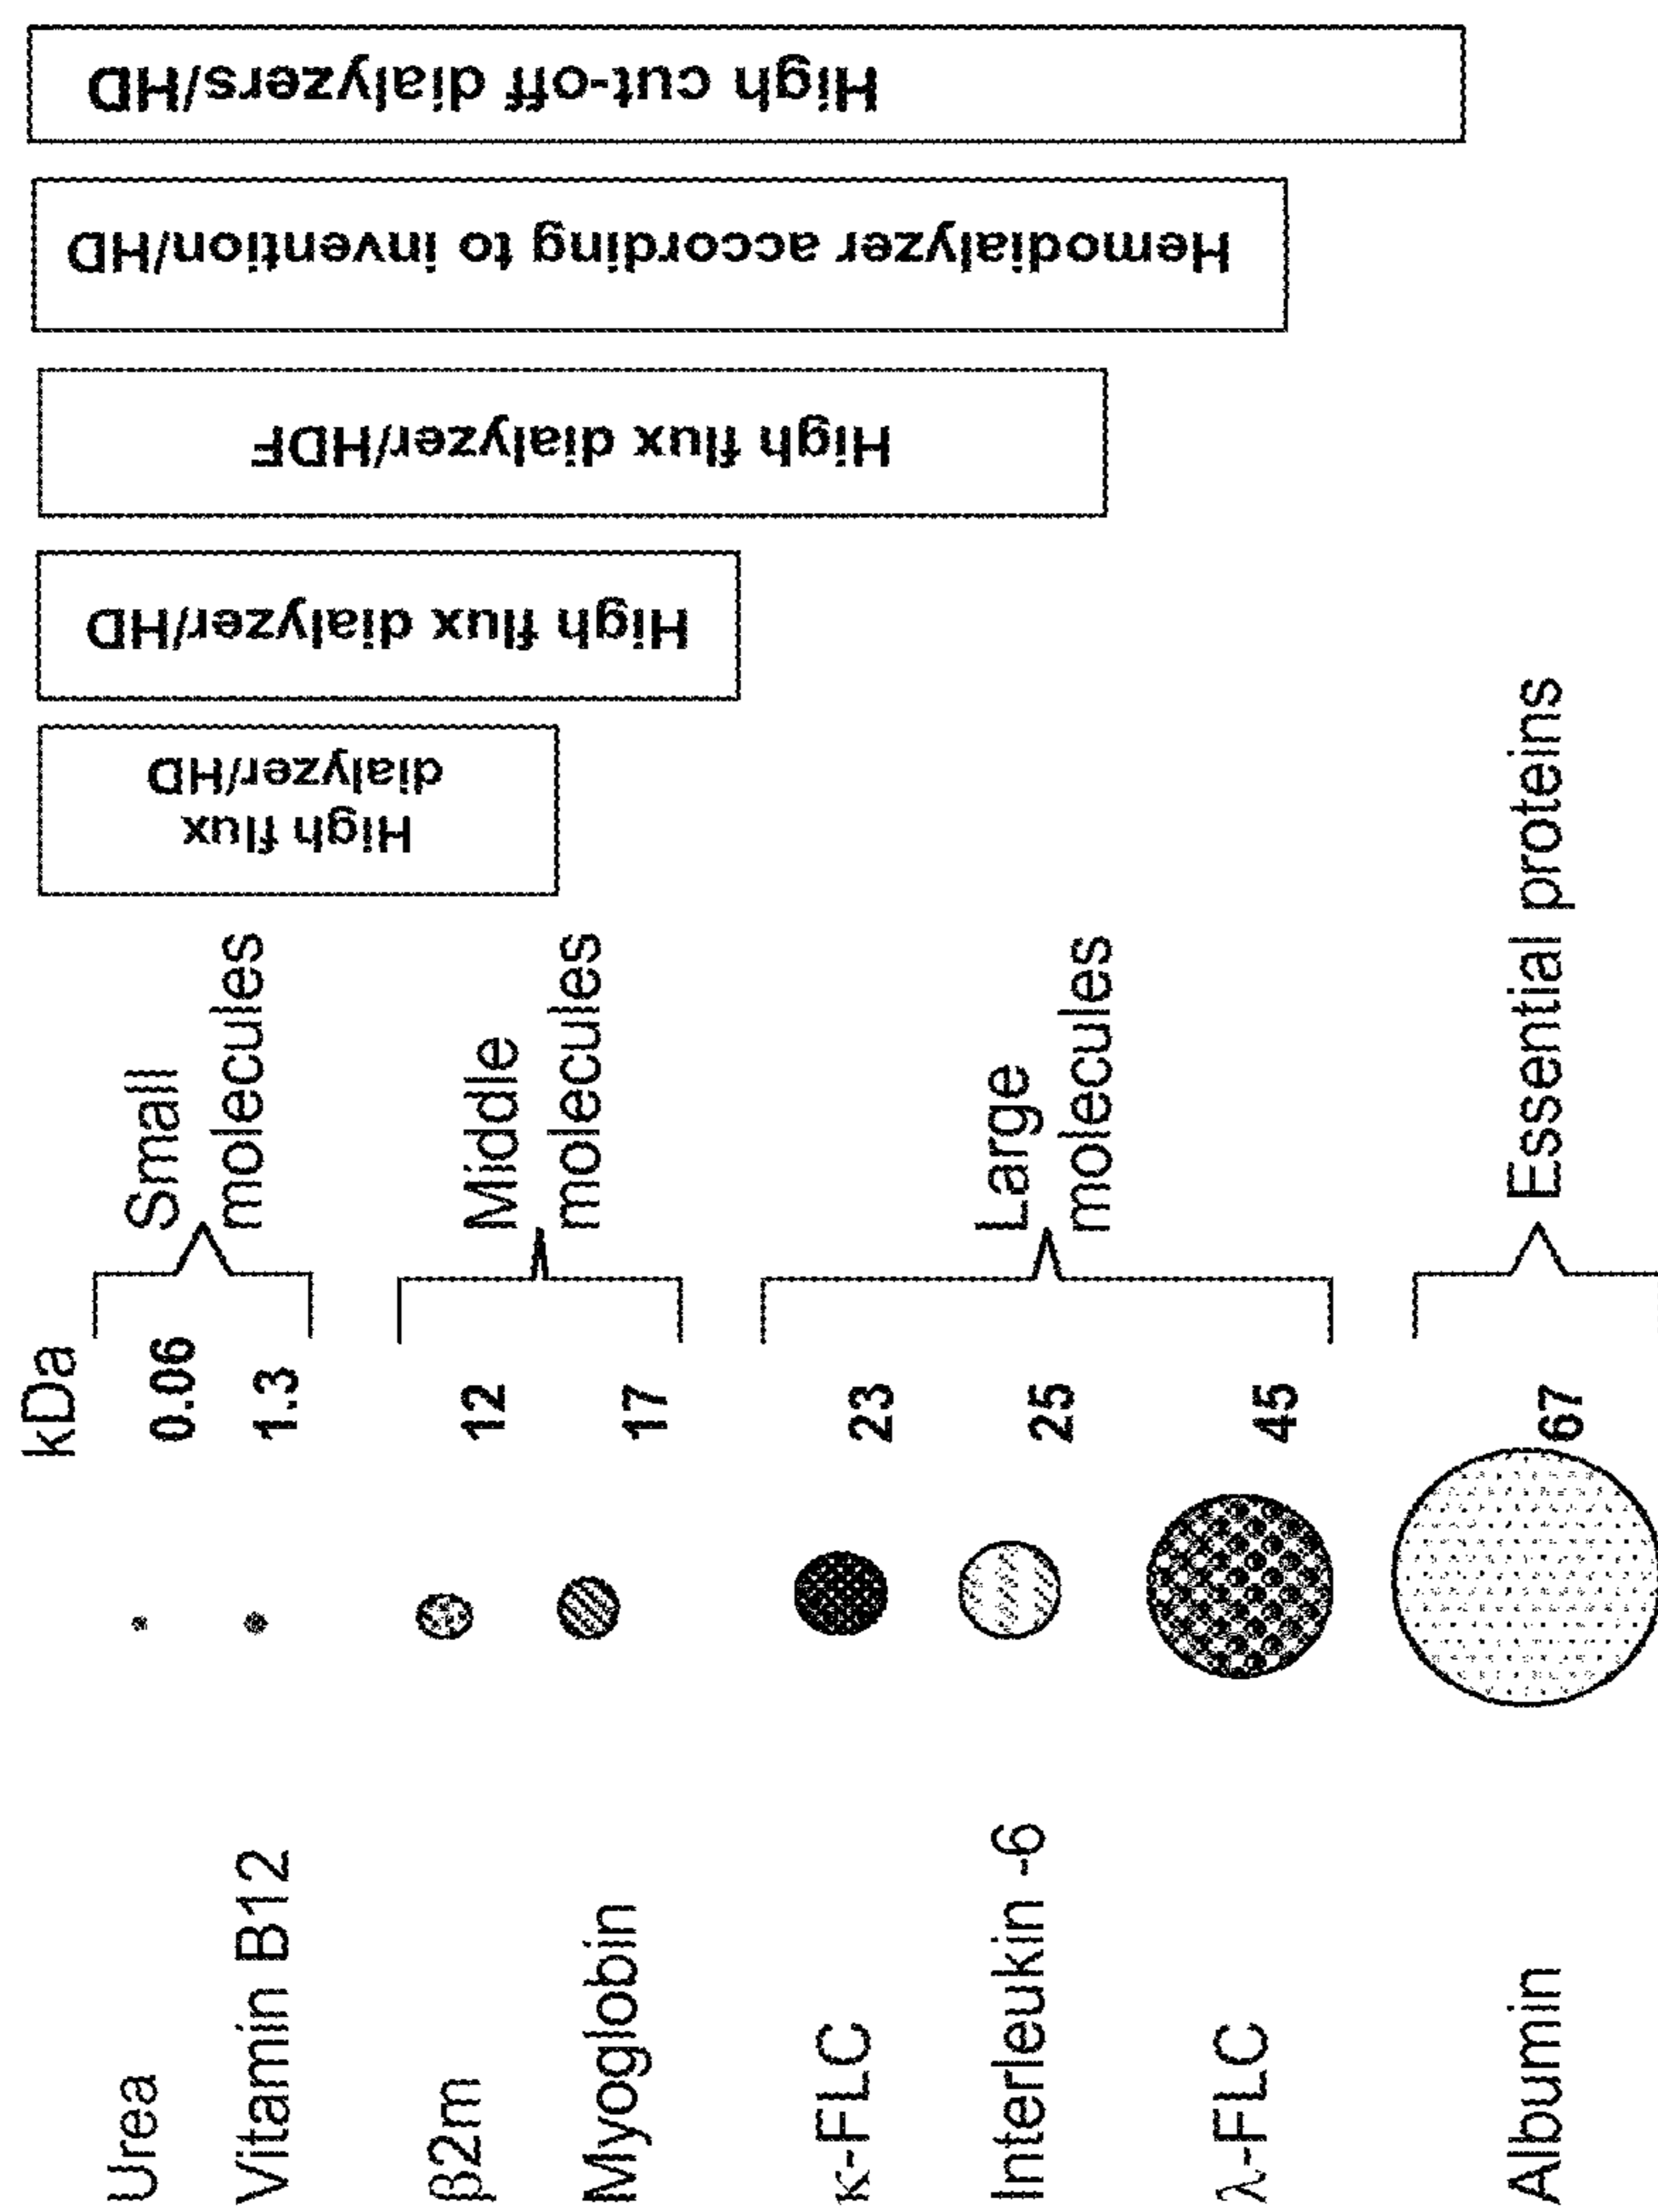 kDa
Urea
0.06
Vitamin B12
1.3
Small
molecules
β2m
12
Myoglobin
17
Middle
molecules
κ-FLC
23
Interleukin -6
25
λ-FLC
45
Large
molecules
Albumin
67
Essential proteins
High flux
dialyzer/HD
High flux dialyzer/HD
High flux dialyzer/HDF
Hemodialyzer according to invention/HD
High cut-off dialyzers/HD